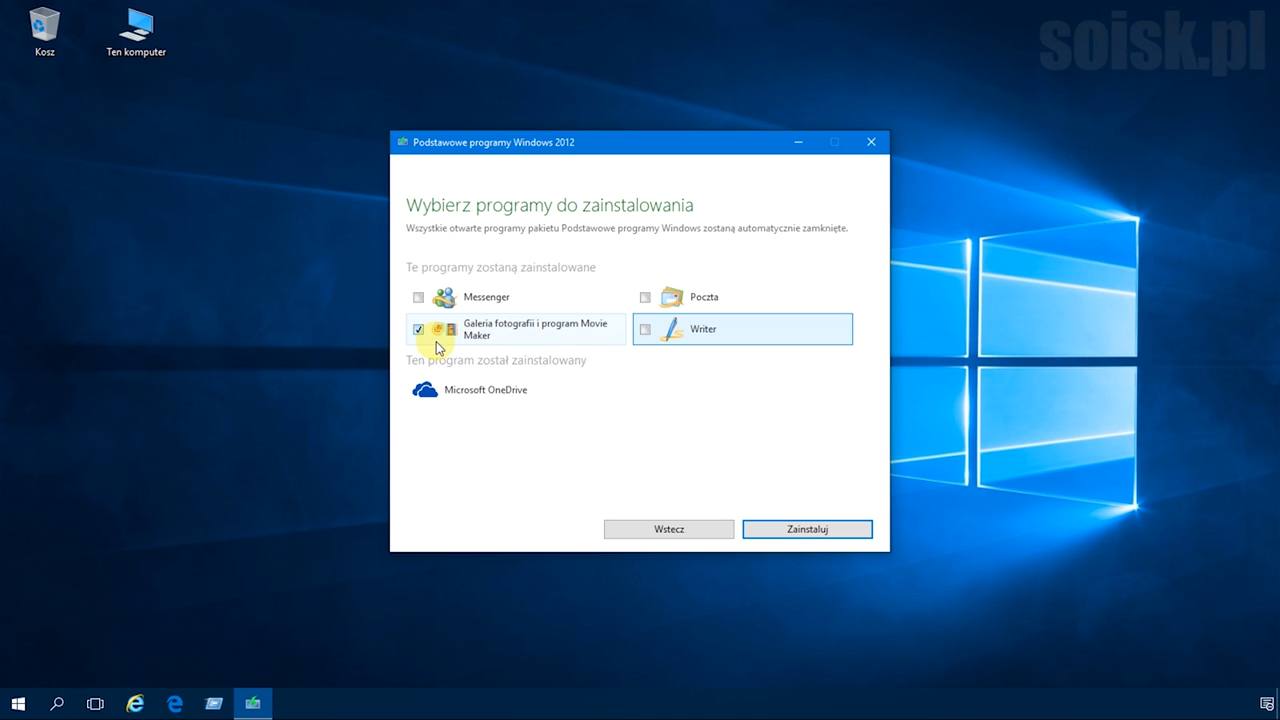 soisk.pl
Kosz
Ten komputer
Podstawowe programy Windows 2012
Wybierz programy do zainstalowania
Wszystkie otwarte programy pakietu Podstawowe programy Windows zostaną automatycznie zamknięte.
Te programy zostaną zainstalowane
Messenger
Poczta
Galeria fotografii i program Movie
Maker
Writer
Ten program został zainstalowany
Microsoft OneDrive
Wstecz
Zainstaluj